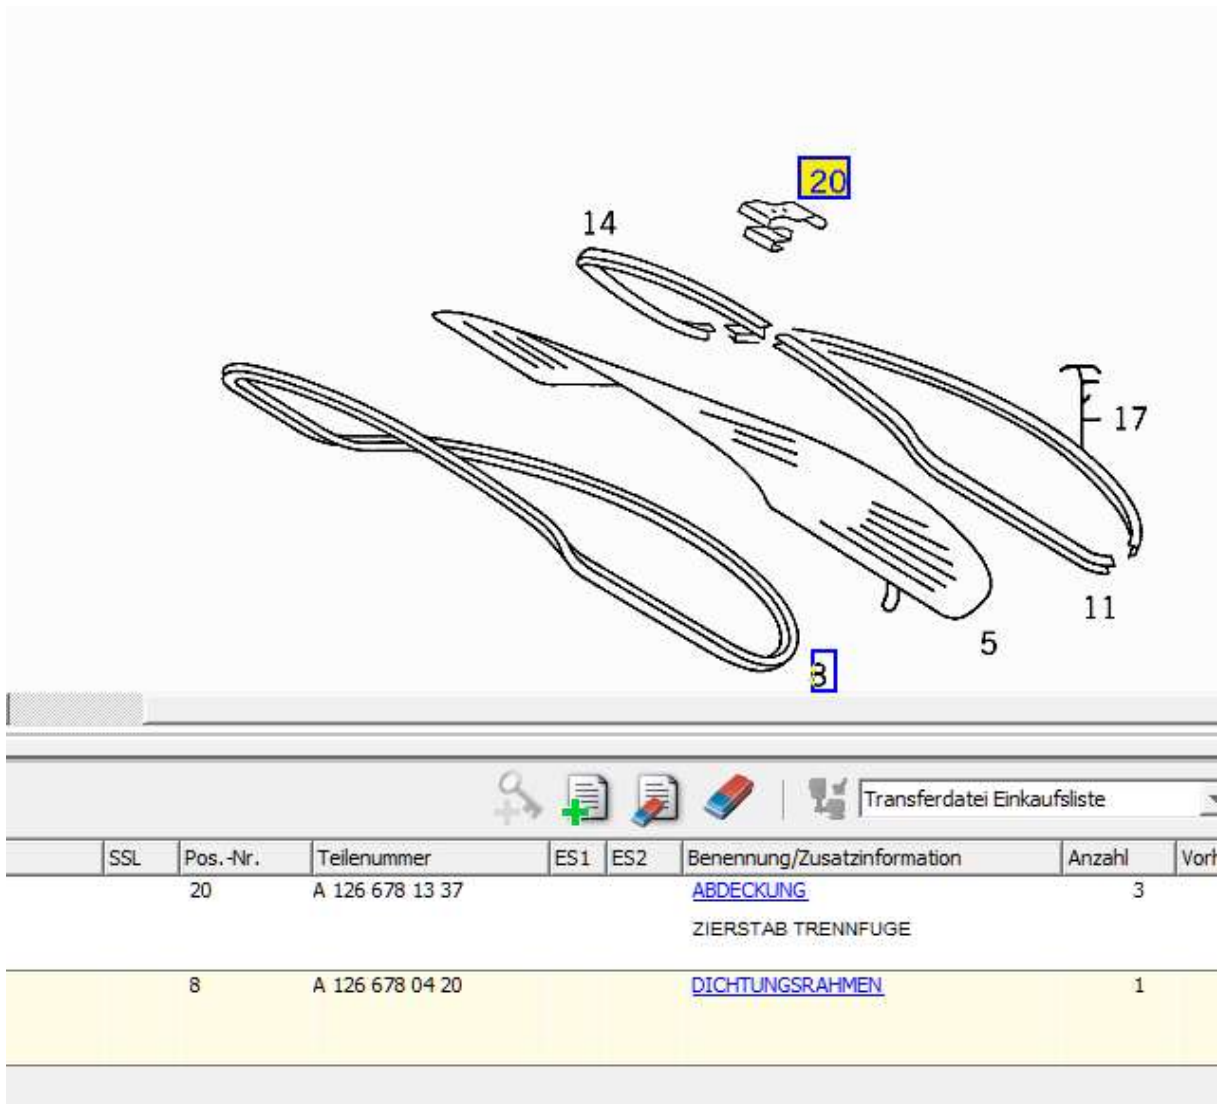 20
14
17
11
5
8
Transferdatei Einkaufsliste
SSL Pos.-Nr. Teilenummer ES1 ES2 Benennung/Zusatzinformation Anzahl Vorh
20 A 126 678 13 37 ABDECKUNG 3
ZIERSTAB TRENNFUGE
8 A 126 678 04 20 DICHTUNGSRAHMEN 1